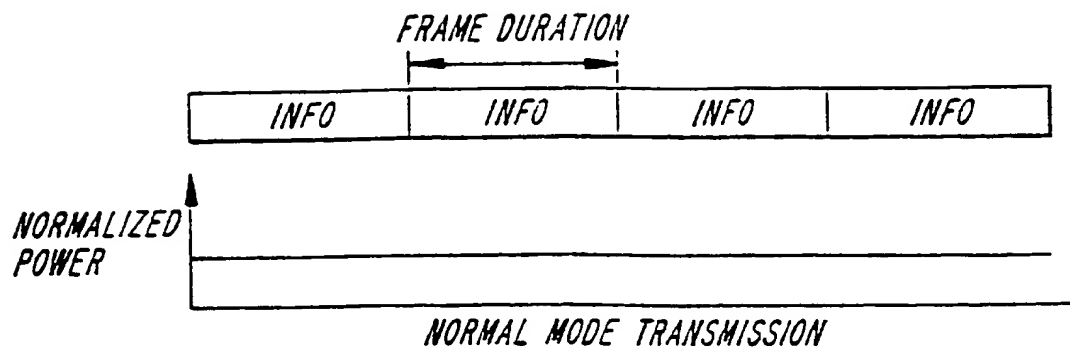 FRAME DURATION
INFO INFO INFO INFO
NORMALIZED
POWER
NORMAL MODE TRANSMISSION